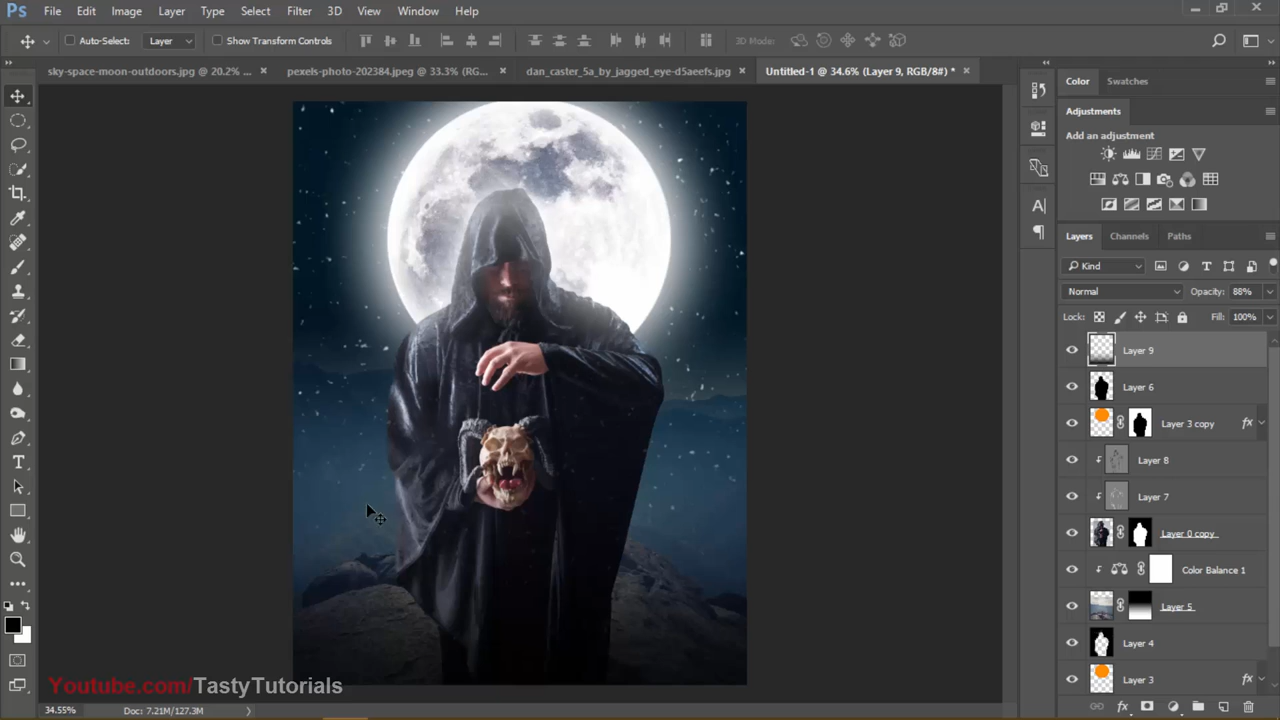 Ps File Edit Image Layer Type Select Filter 3D View Window Help
Auto-Select: Layer Show Transform Controls 3D Mode:
sky-space-moon-outdoors.jpg @ 20.2% ... × pexels-photo-202384.jpeg @ 33.3% (RG... × dan_caster_5a_by_jagged_eye-d5aeefs.jpg × Untitled-1 @ 34.6% (Layer 9, RGB/8#) * ×
Color Swatches
Adjustments
Add an adjustment
Layers Channels Paths
Kind
Normal Opacity: 88%
Lock: Fill: 100%
Layer 9
Layer 6
Layer 3 copy fx
Layer 8
Layer 7
Layer 0 copy
Color Balance 1
Layer 5
Layer 4
Layer 3 fx
Youtube.com/TastyTutorials
34.55% Doc: 7.21M/127.3M